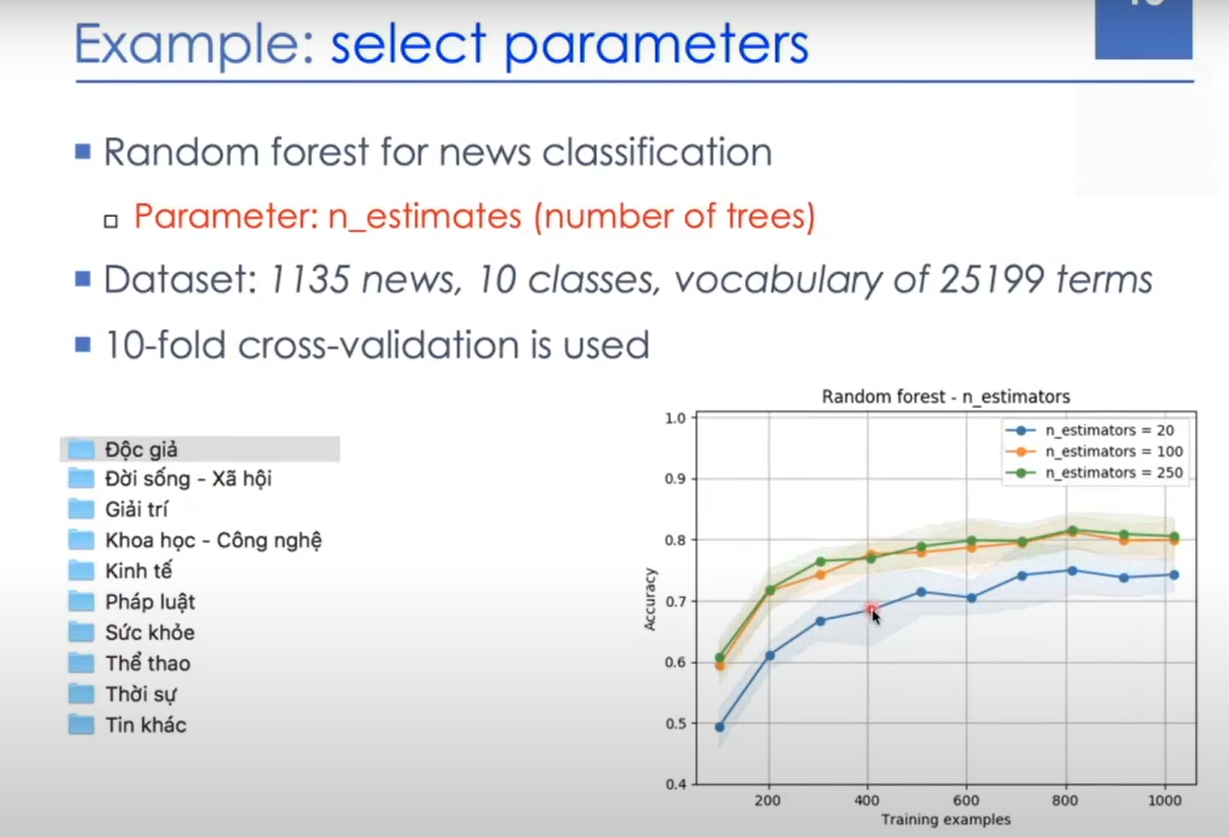 Example: select parameters
Random forest for news classification
Parameter: n_estimates (number of trees)
Dataset: 1135 news, 10 classes, vocabulary of 25199 terms
10-fold cross-validation is used
Độc giả
Đời sống - Xã hội
Giải trí
Khoa học - Công nghệ
Kinh tế
Pháp luật
Sức khỏe
Thể thao
Thời sự
Tin khác
Random forest - n_estimators
n_estimators = 20
n_estimators = 100
n_estimators = 250
Accuracy
1.0
0.9
0.8
0.7
0.6
0.5
0.4
200 400 600 800 1000
Training examples